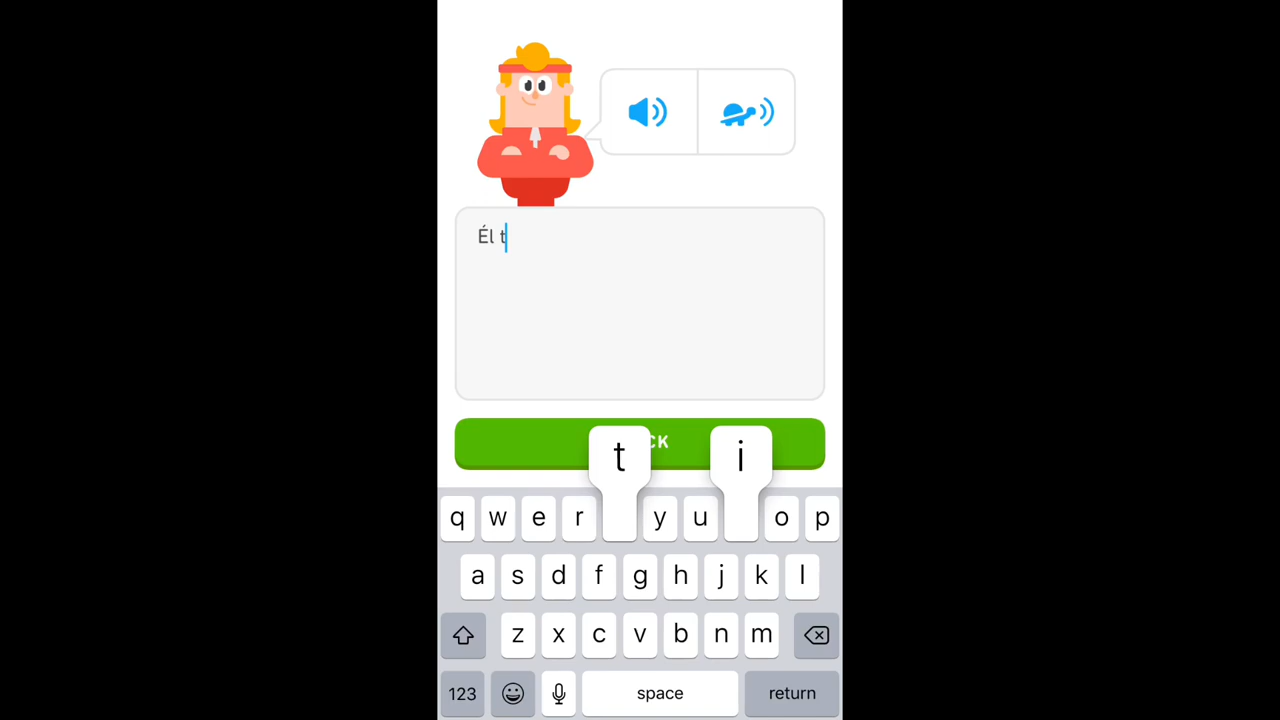 Él t
CK
t i
q w e r y u o p
a s d f g h j k l
z x c v b n m
123 space return